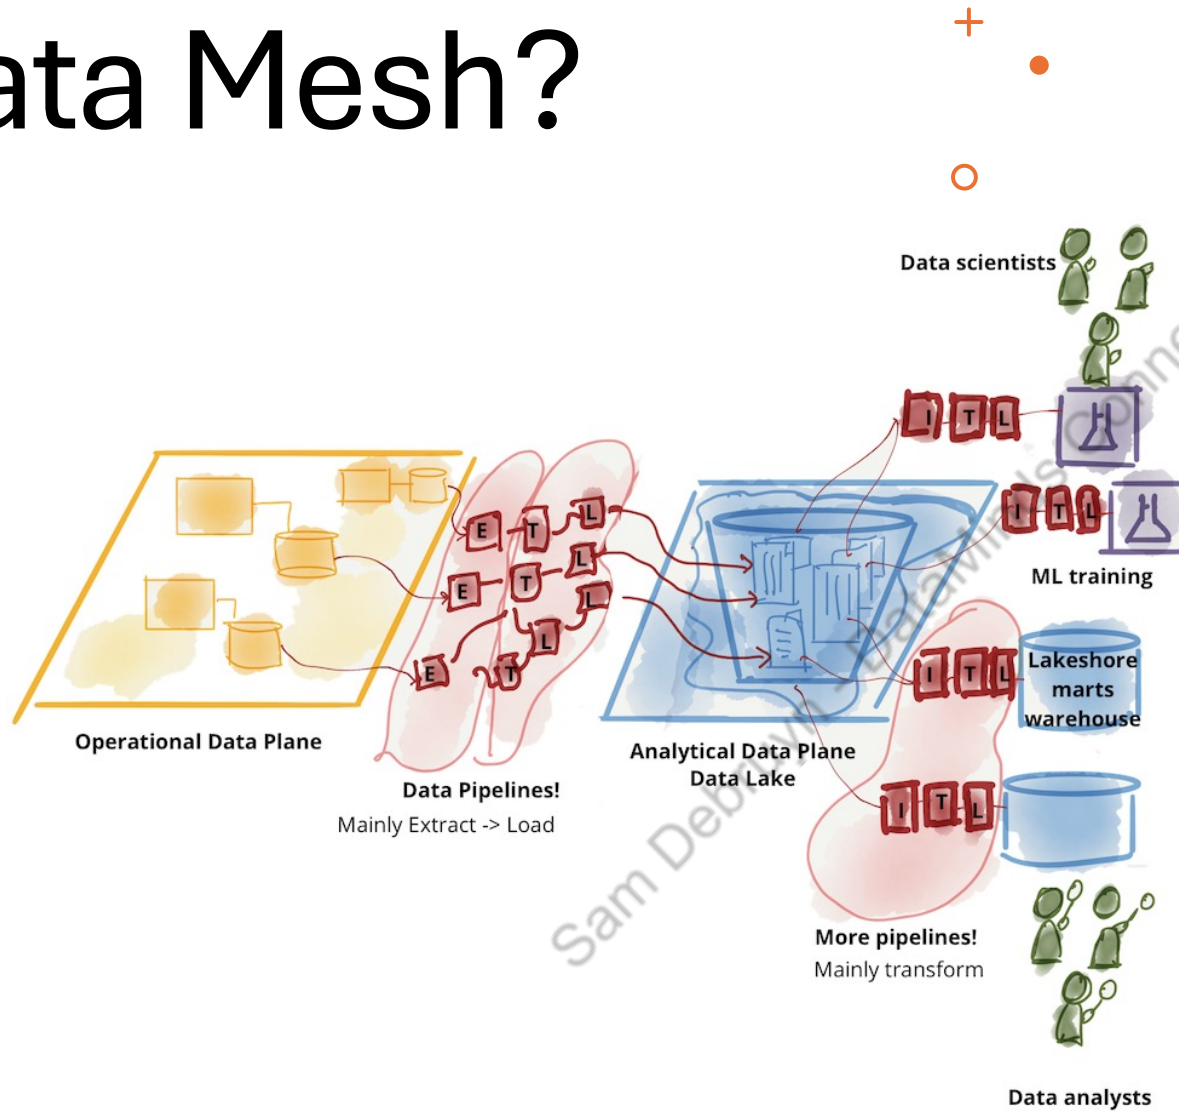 ata Mesh?
Data scientists
I T L
I T L
ML training
E T L
E T L
E T L
Operational Data Plane
Data Pipelines!
Mainly Extract -> Load
Analytical Data Plane
Data Lake
I T L
Lakeshore
marts
warehouse
I T L
More pipelines!
Mainly transform
Data analysts
Sam Debruyn - DataMinds Conne